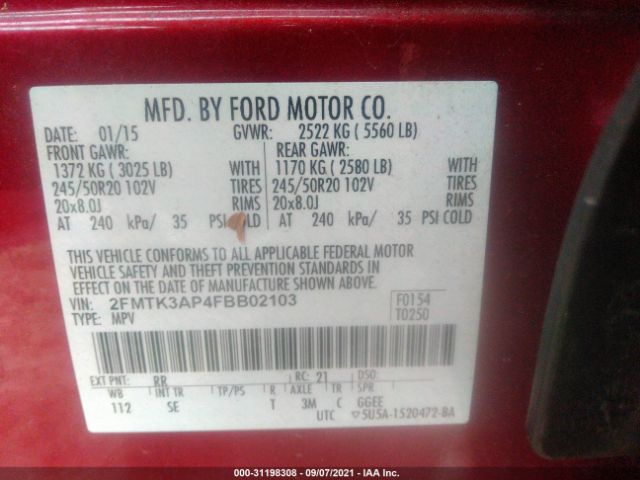 MFD. BY FORD MOTOR CO.
DATE: 01/15 GVWR: 2522 KG ( 5560 LB)
FRONT GAWR: REAR GAWR:
1372 KG ( 3025 LB) WITH 1170 KG ( 2580 LB) WITH
245/50R20 102V TIRES 245/50R20 102V TIRES
20x8.0J RIMS 20x8.0J RIMS
AT 240 kPa/ 35 PSI COLD AT 240 kPa/ 35 PSI COLD
THIS VEHICLE CONFORMS TO ALL APPLICABLE FEDERAL MOTOR
VEHICLE SAFETY AND THEFT PREVENTION STANDARDS IN
EFFECT ON THE DATE OF MANUFACTURE SHOWN ABOVE.
VIN: 2FMTK3AP4FBB02103 F0154
TYPE: MPV T0250
EXT PNT: RR RC: 21 DSO:
WB INT TR TP/PS R AXLE TR SPR
112 SE T 3M C GGEE
UTC ▽5U5A-1520472-BA
000-31198308 - 09/07/2021 - IAA Inc.